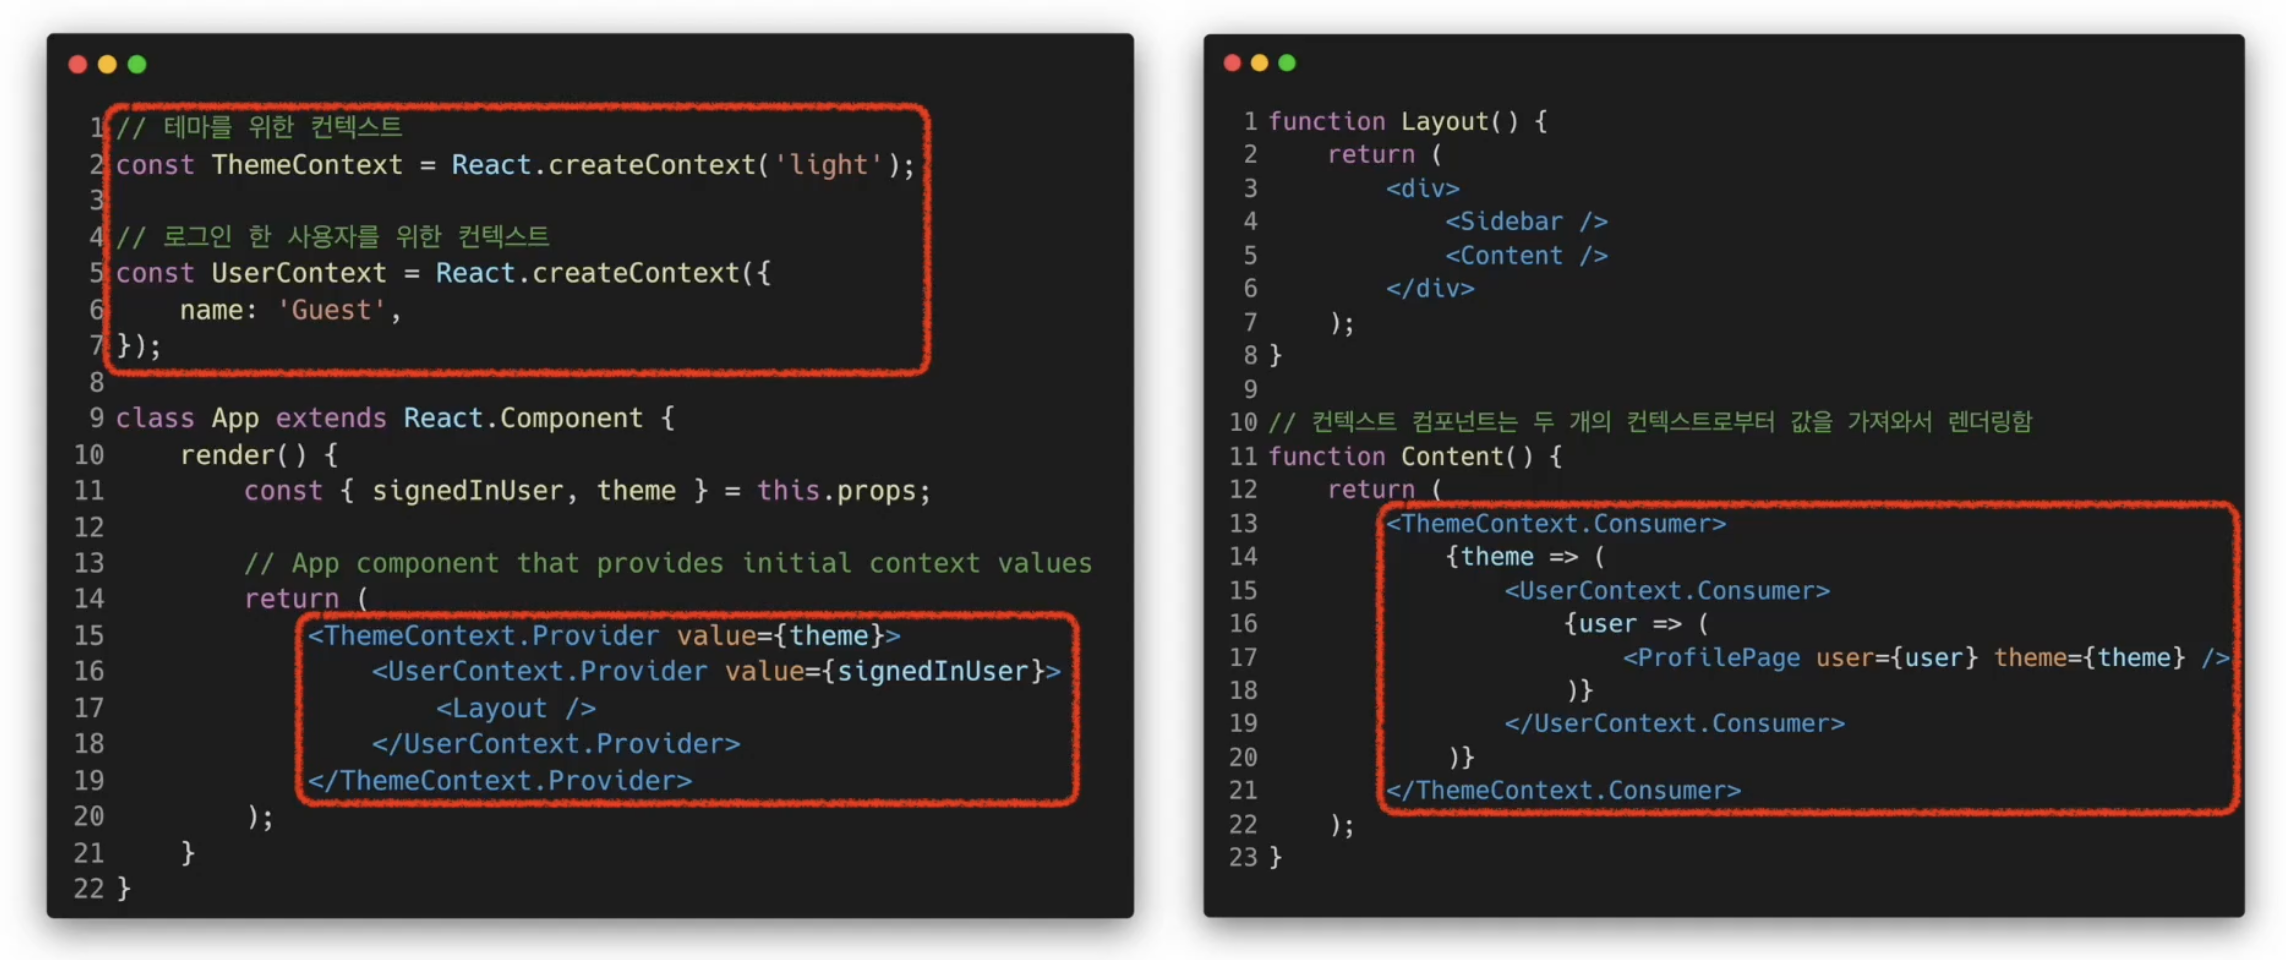 1 // 테마를 위한 컨텍스트
2 const ThemeContext = React.createContext('light');
3
4 // 로그인 한 사용자를 위한 컨텍스트
5 const UserContext = React.createContext({
6     name: 'Guest',
7 });
8
9 class App extends React.Component {
10     render() {
11         const { signedInUser, theme } = this.props;
12
13         // App component that provides initial context values
14         return (
15             <ThemeContext.Provider value={theme}>
16                 <UserContext.Provider value={signedInUser}>
17                     <Layout />
18                 </UserContext.Provider>
19             </ThemeContext.Provider>
20         );
21     }
22 }
1 function Layout() {
2     return (
3         <div>
4             <Sidebar />
5             <Content />
6         </div>
7     );
8 }
9
10 // 컨텍스트 컴포넌트는 두 개의 컨텍스트로부터 값을 가져와서 렌더링함
11 function Content() {
12     return (
13         <ThemeContext.Consumer>
14             {theme => (
15                 <UserContext.Consumer>
16                     {user => (
17                         <ProfilePage user={user} theme={theme} />
18                     )}
19                 </UserContext.Consumer>
20             )}
21         </ThemeContext.Consumer>
22     );
23 }